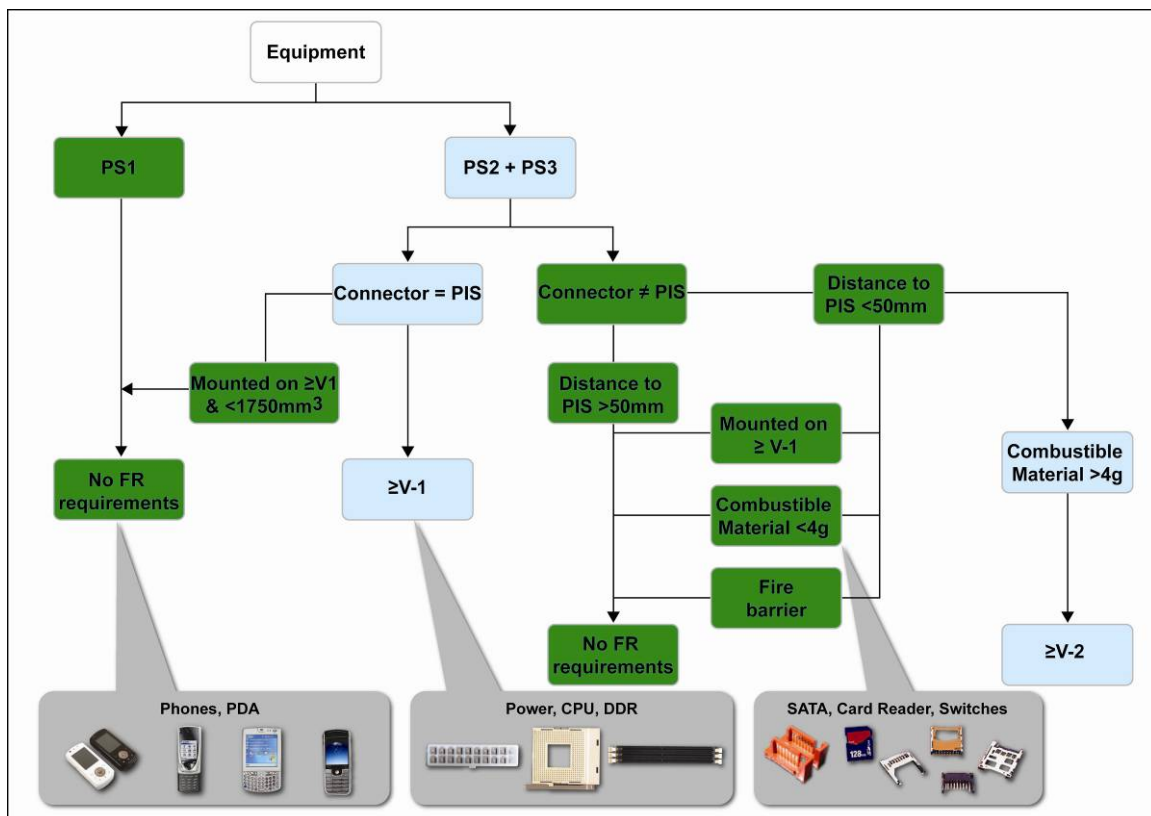 Equipment
PS1
PS2 + PS3
Connector = PIS
Connector ≠ PIS
Distance to
PIS <50mm
Mounted on ≥V1
& <1750mm³
Distance to
PIS >50mm
Mounted on
≥ V-1
Combustible
Material >4g
No FR
requirements
≥V-1
Combustible
Material <4g
Fire
barrier
No FR
requirements
≥V-2
Phones, PDA
Power, CPU, DDR
SATA, Card Reader, Switches
128